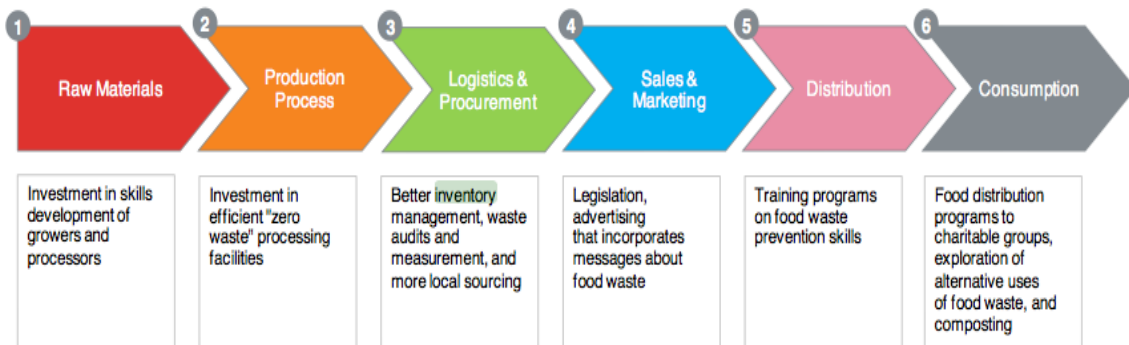 1
Raw Materials
2
Production
Process
3
Logistics &
Procurement
4
Sales &
Marketing
5
Distribution
6
Consumption
Investment in skills
development of
growers and
processors
Investment in
efficient "zero
waste" processing
facilities
Better inventory
management, waste
audits and
measurement, and
more local sourcing
Legislation,
advertising
that incorporates
messages about
food waste
Training programs
on food waste
prevention skills
Food distribution
programs to
charitable groups,
exploration of
alternative uses
of food waste, and
composting